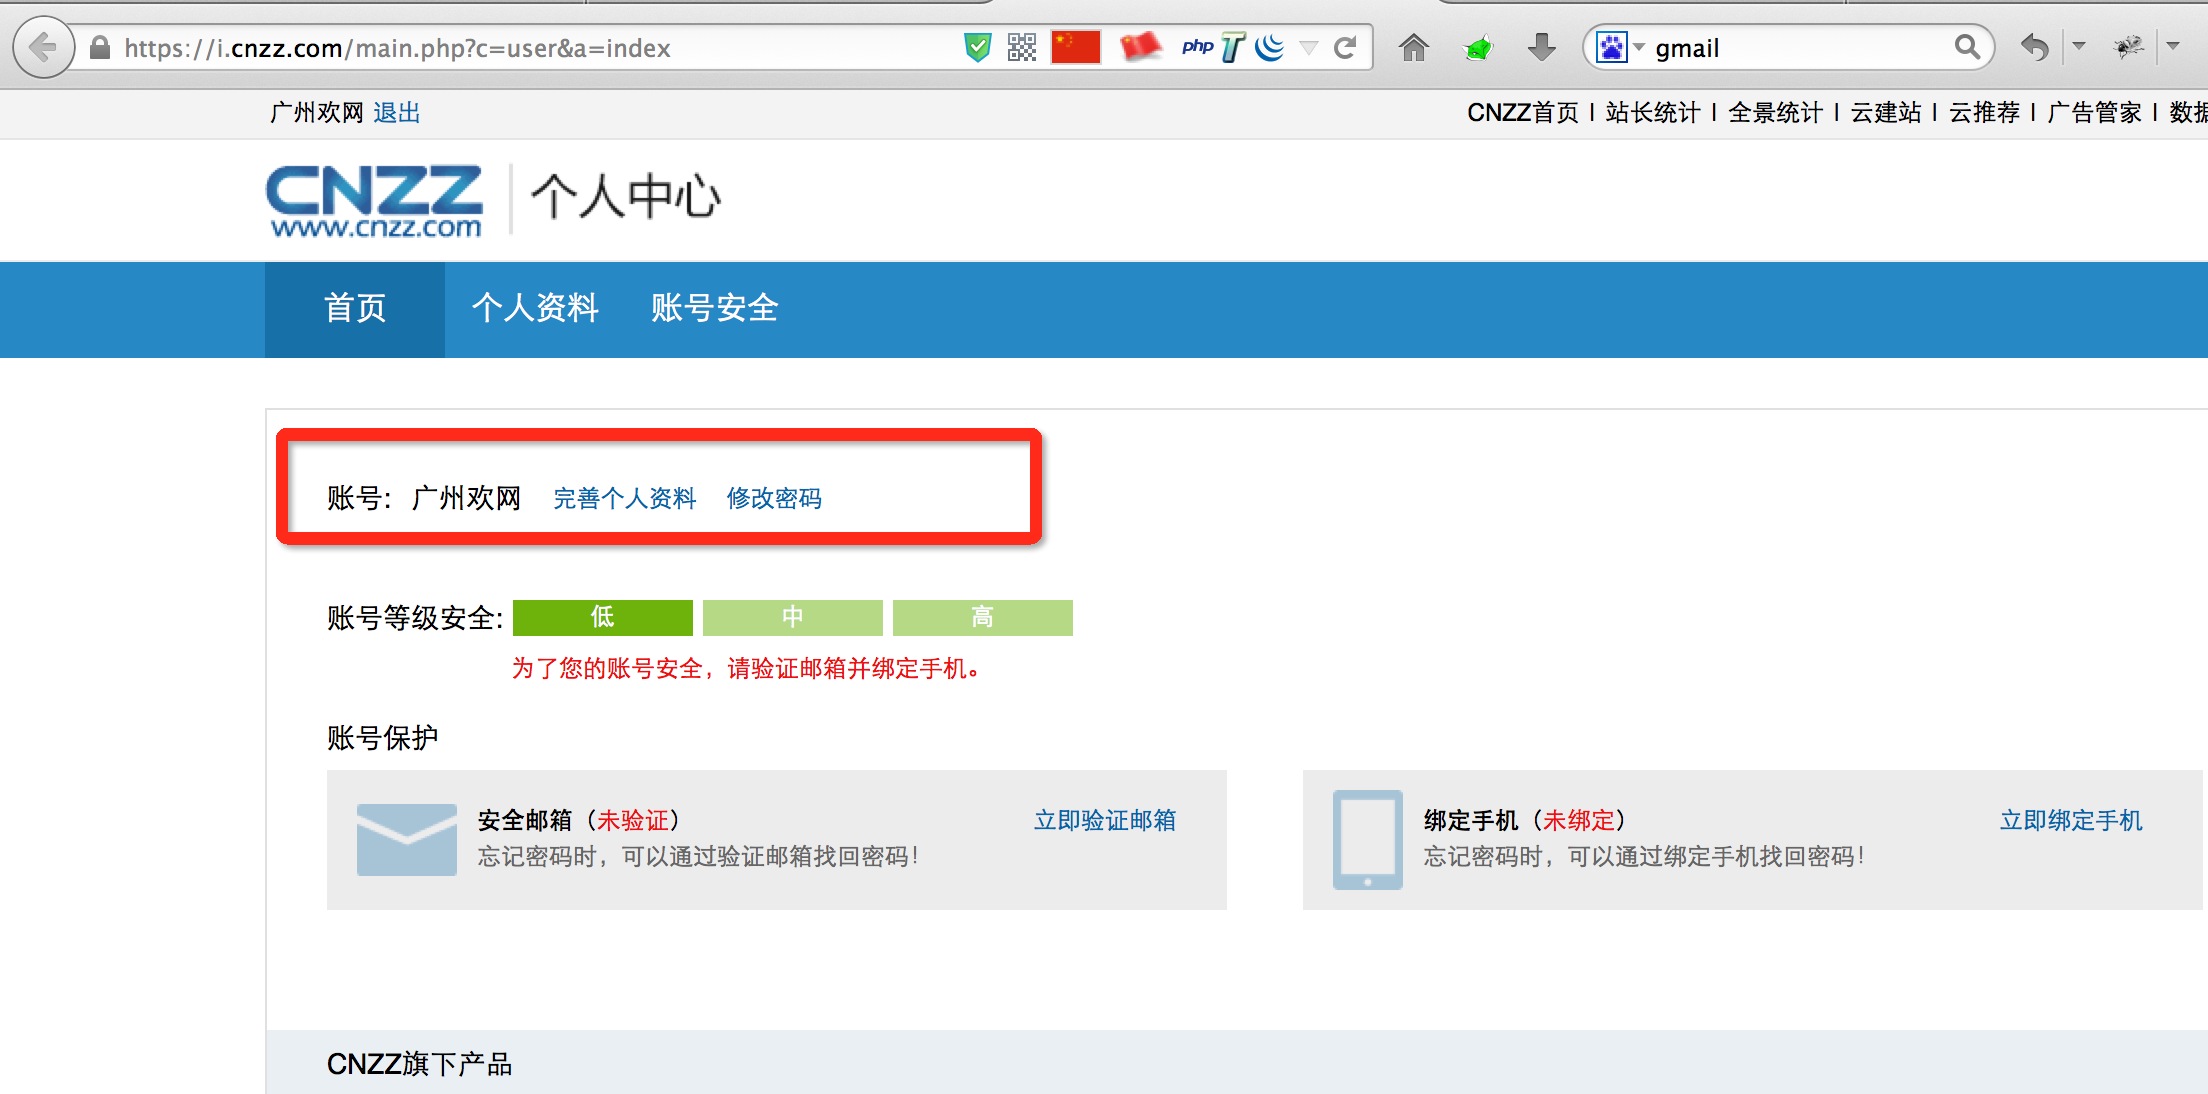 https://i.cnzz.com/main.php?c=user&a=index
php T
gmail
广州欢网 退出
CNZZ首页 | 站长统计 | 全景统计 | 云建站 | 云推荐 | 广告管家 | 数据
CNZZ
www.cnzz.com
个人中心
首页 个人资料 账号安全
账号: 广州欢网 完善个人资料 修改密码
账号等级安全: 低 中 高
为了您的账号安全，请验证邮箱并绑定手机。
账号保护
安全邮箱（未验证） 立即验证邮箱
忘记密码时，可以通过验证邮箱找回密码！
绑定手机（未绑定） 立即绑定手机
忘记密码时，可以通过绑定手机找回密码！
CNZZ旗下产品